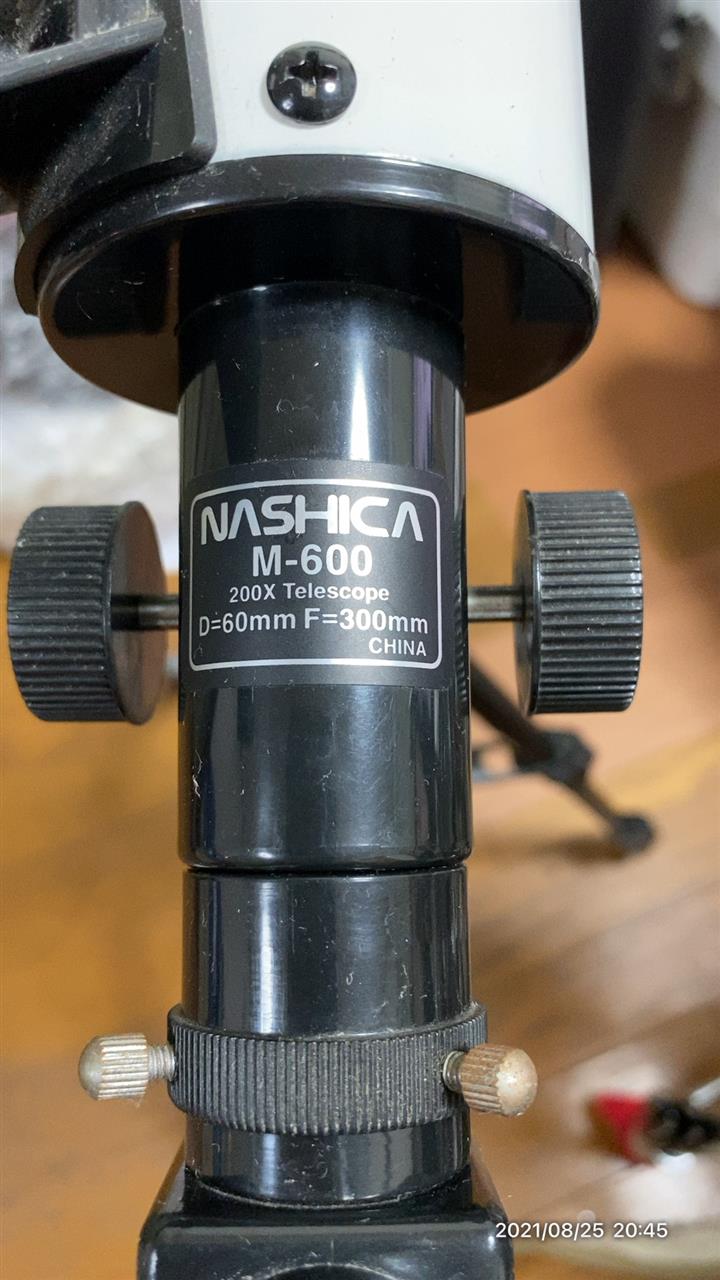 NASHICA
M-600
200X Telescope
D=60mm F=300mm
CHINA
2021/08/25 20:45